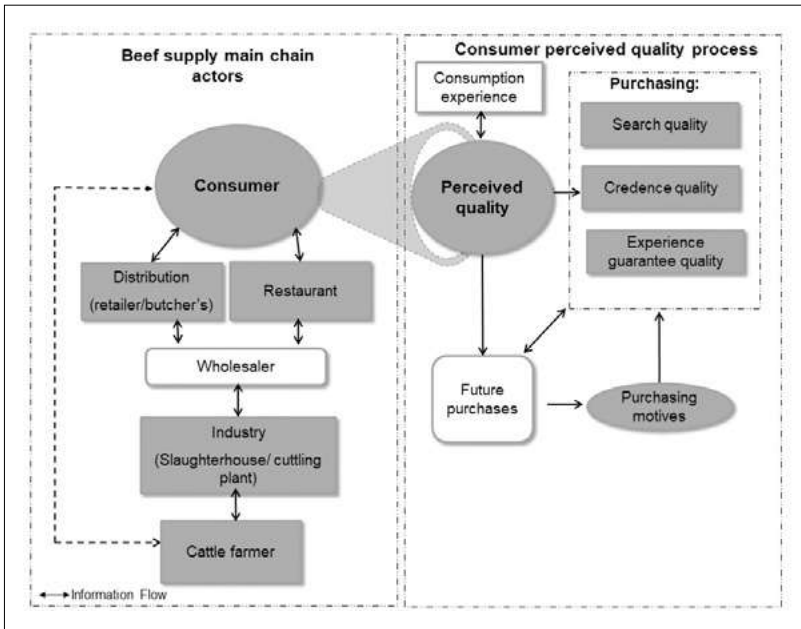 Beef supply main chain
actors
Consumer
Distribution
(retailer/butcher's)
Restaurant
Wholesaler
Industry
(Slaughterhouse/ cuttling
plant)
Cattle farmer
Information Flow
Consumer perceived quality process
Consumption
experience
Perceived
quality
Purchasing:
Search quality
Credence quality
Experience
guarantee quality
Future
purchases
Purchasing
motives